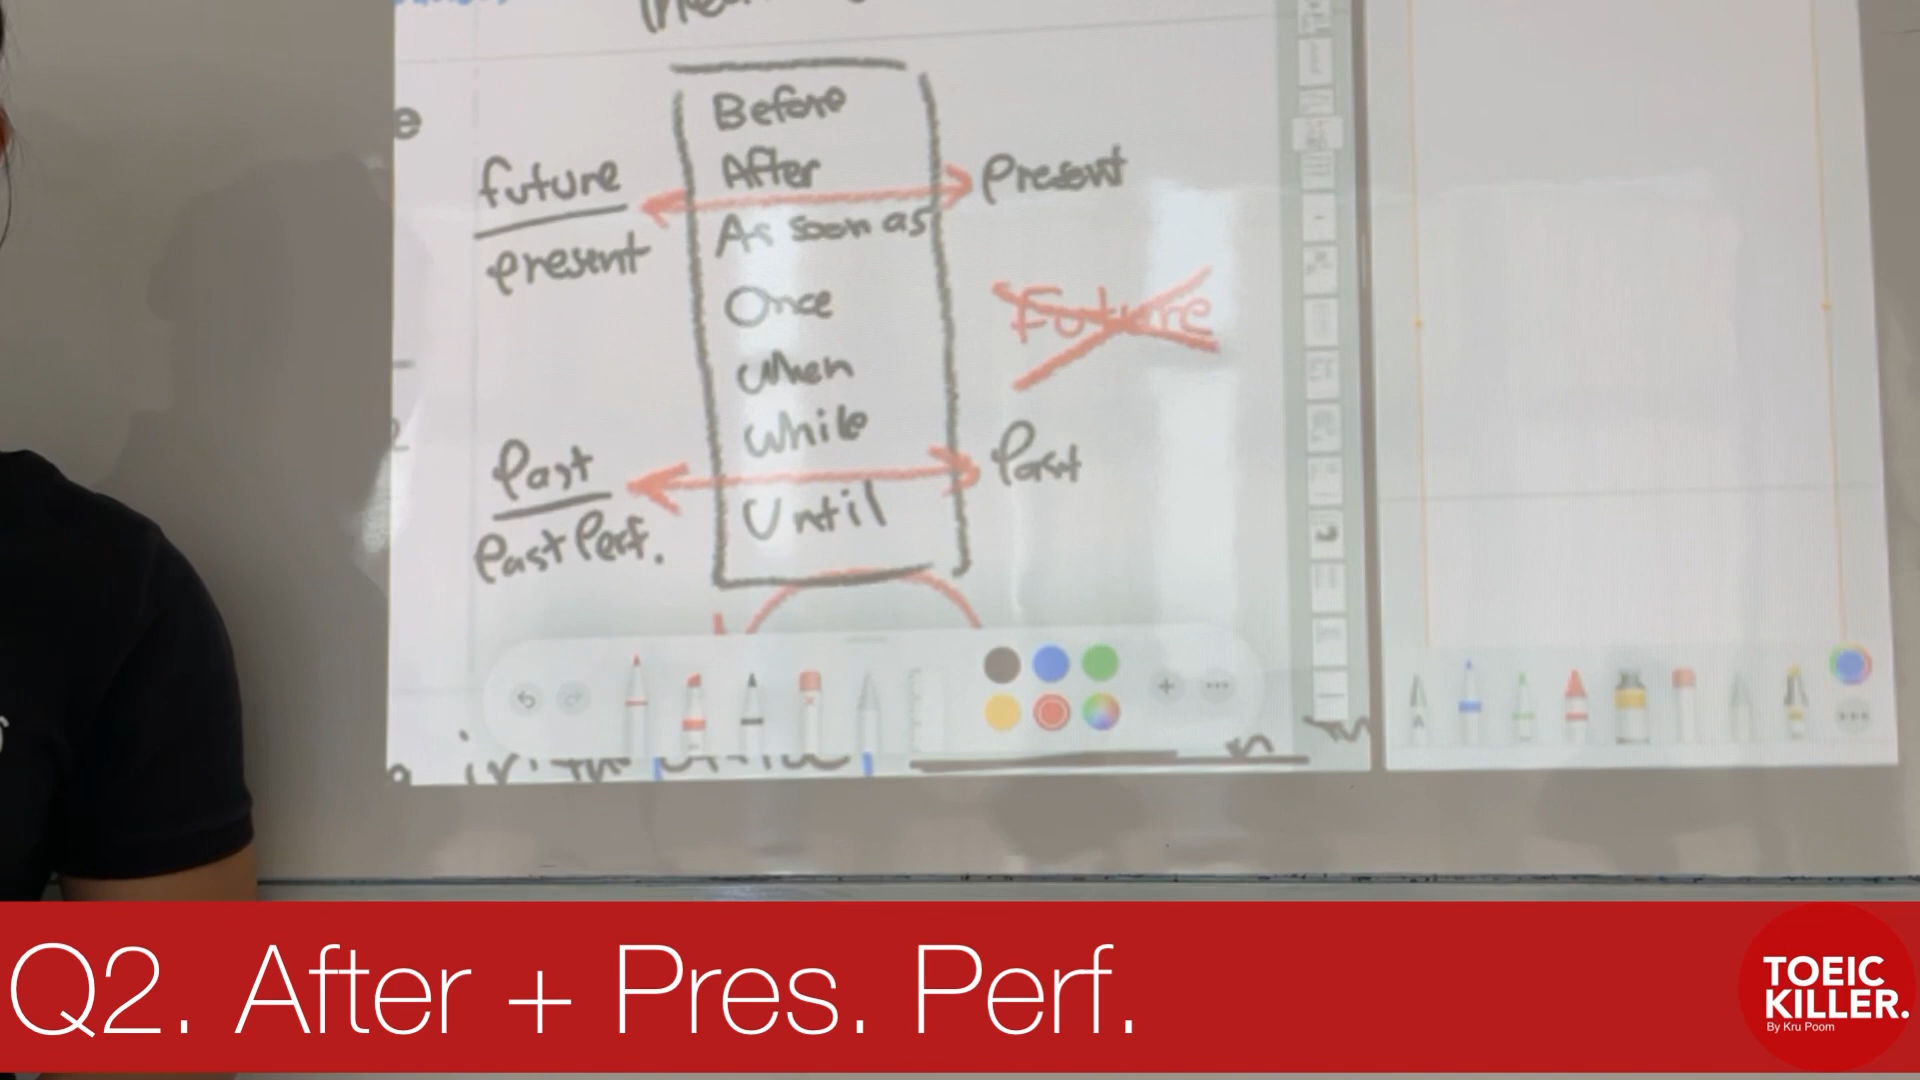 Before
After
future
Present
present
As soon as
Once
Future
when
while
Past
Past
Past Perf.
Until
Q2. After + Pres. Perf.
TOEIC
KILLER.
By Kru Poom